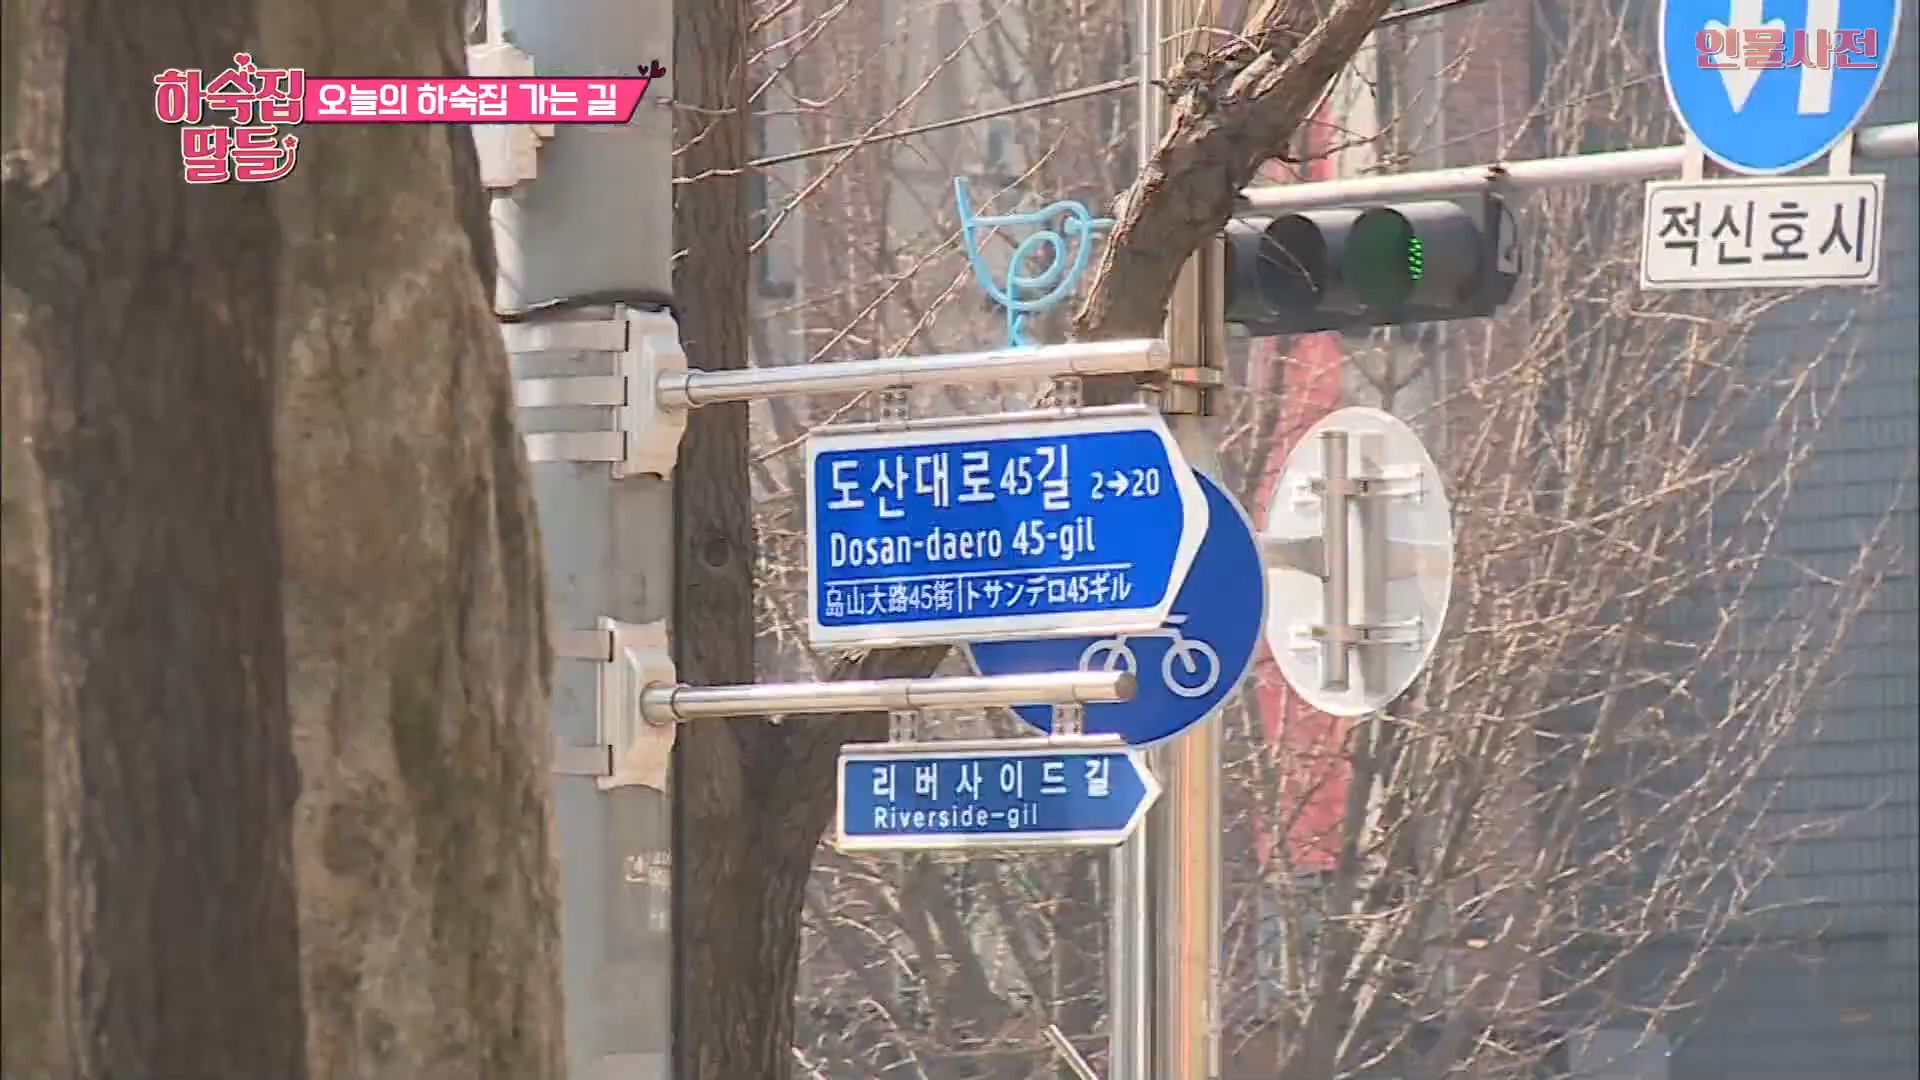 하숙집
딸들
오늘의 하숙집 가는 길
인물사전
적신호시
도산대로45길 2→20
Dosan-daero 45-gil
岛山大路45街|トサンデロ45ギル
리버사이드길
Riverside-gil